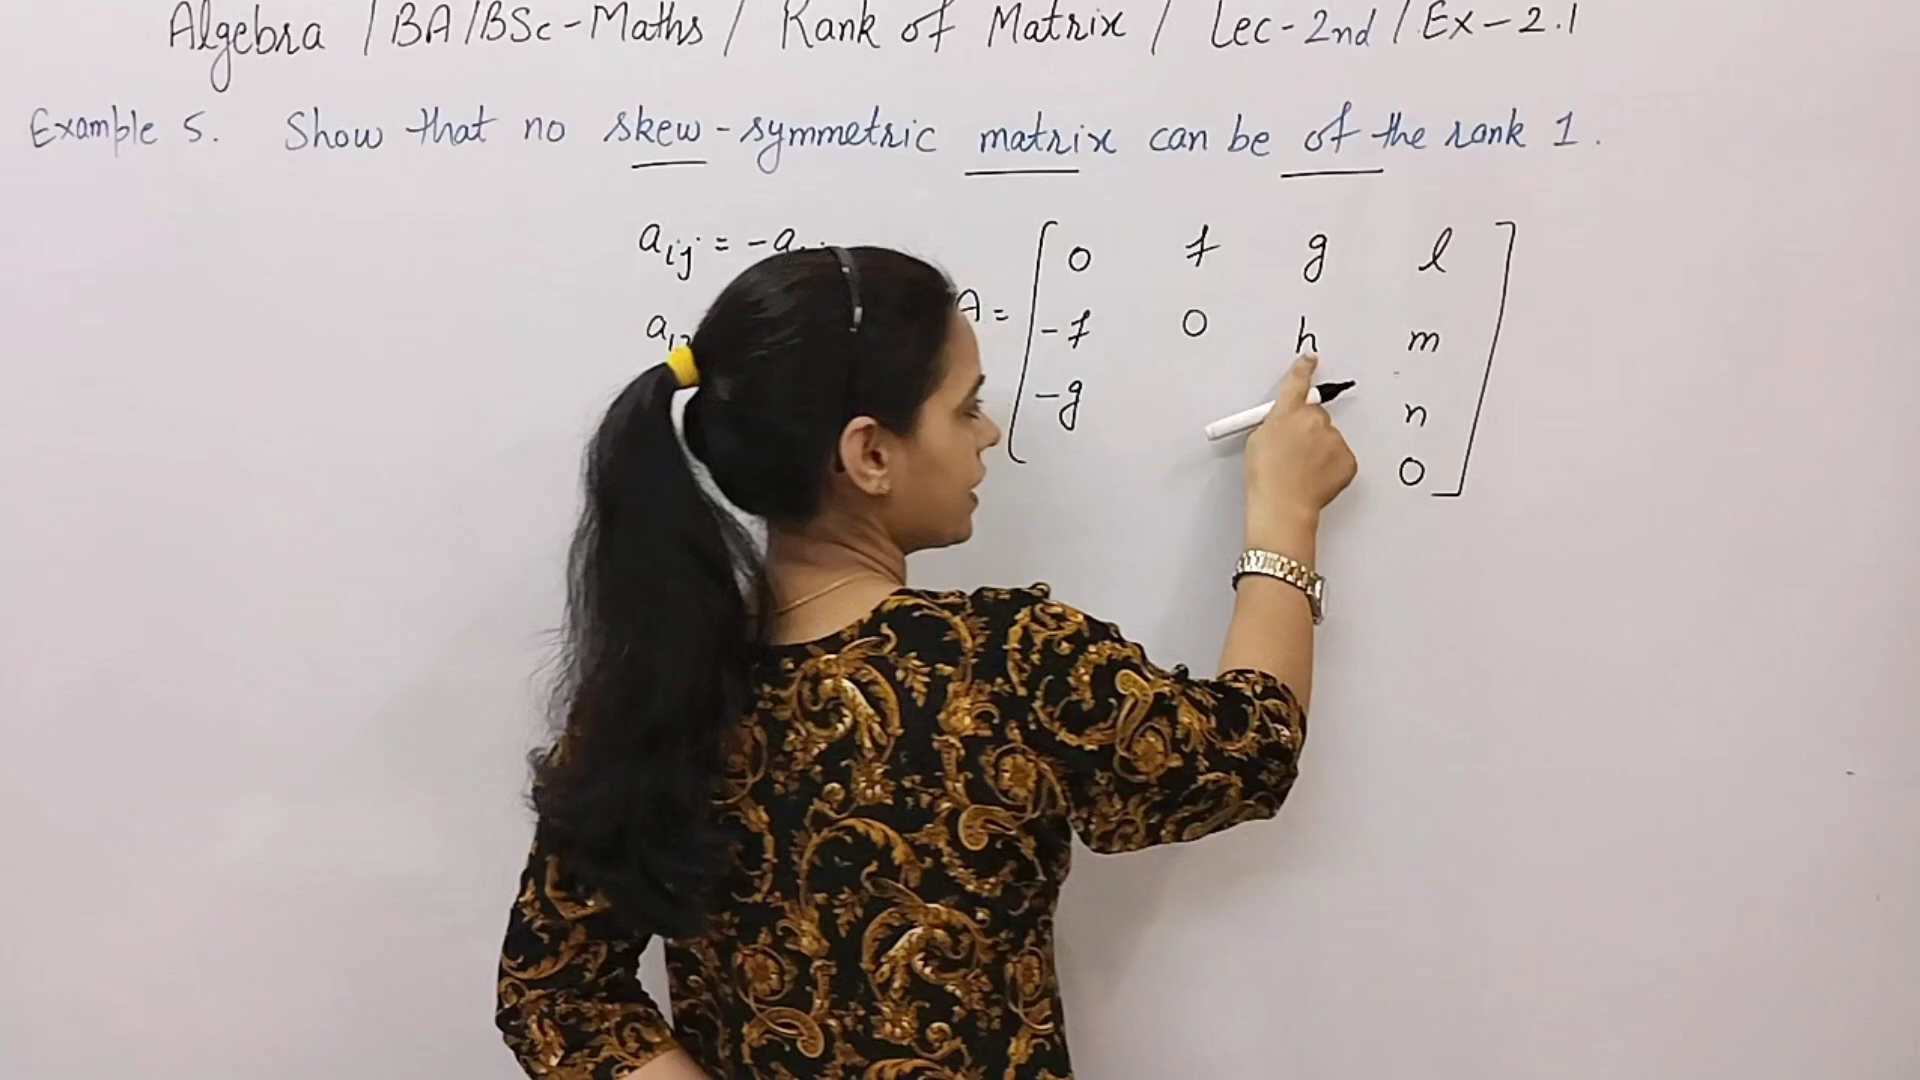 Algebra / BA/BSc-Maths / Rank of Matrix / Lec-2nd / Ex-2.1
Example 5. Show that no skew-symmetric matrix can be of the rank 1.
aij = -a
a12
A = [ 0 f g l
-f 0 h m
-g n
0 ]